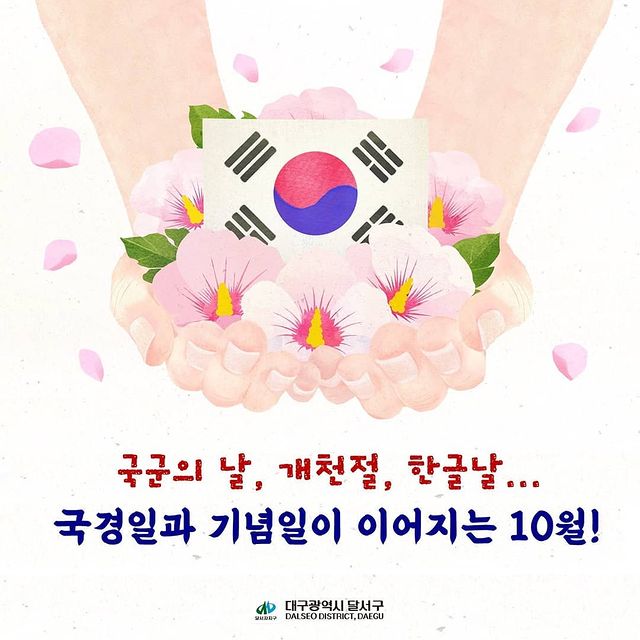 국군의 날, 개천절, 한글날...
국경일과 기념일이 이어지는 10월!
대구광역시 달서구
DALSEO DISTRICT, DAEGU